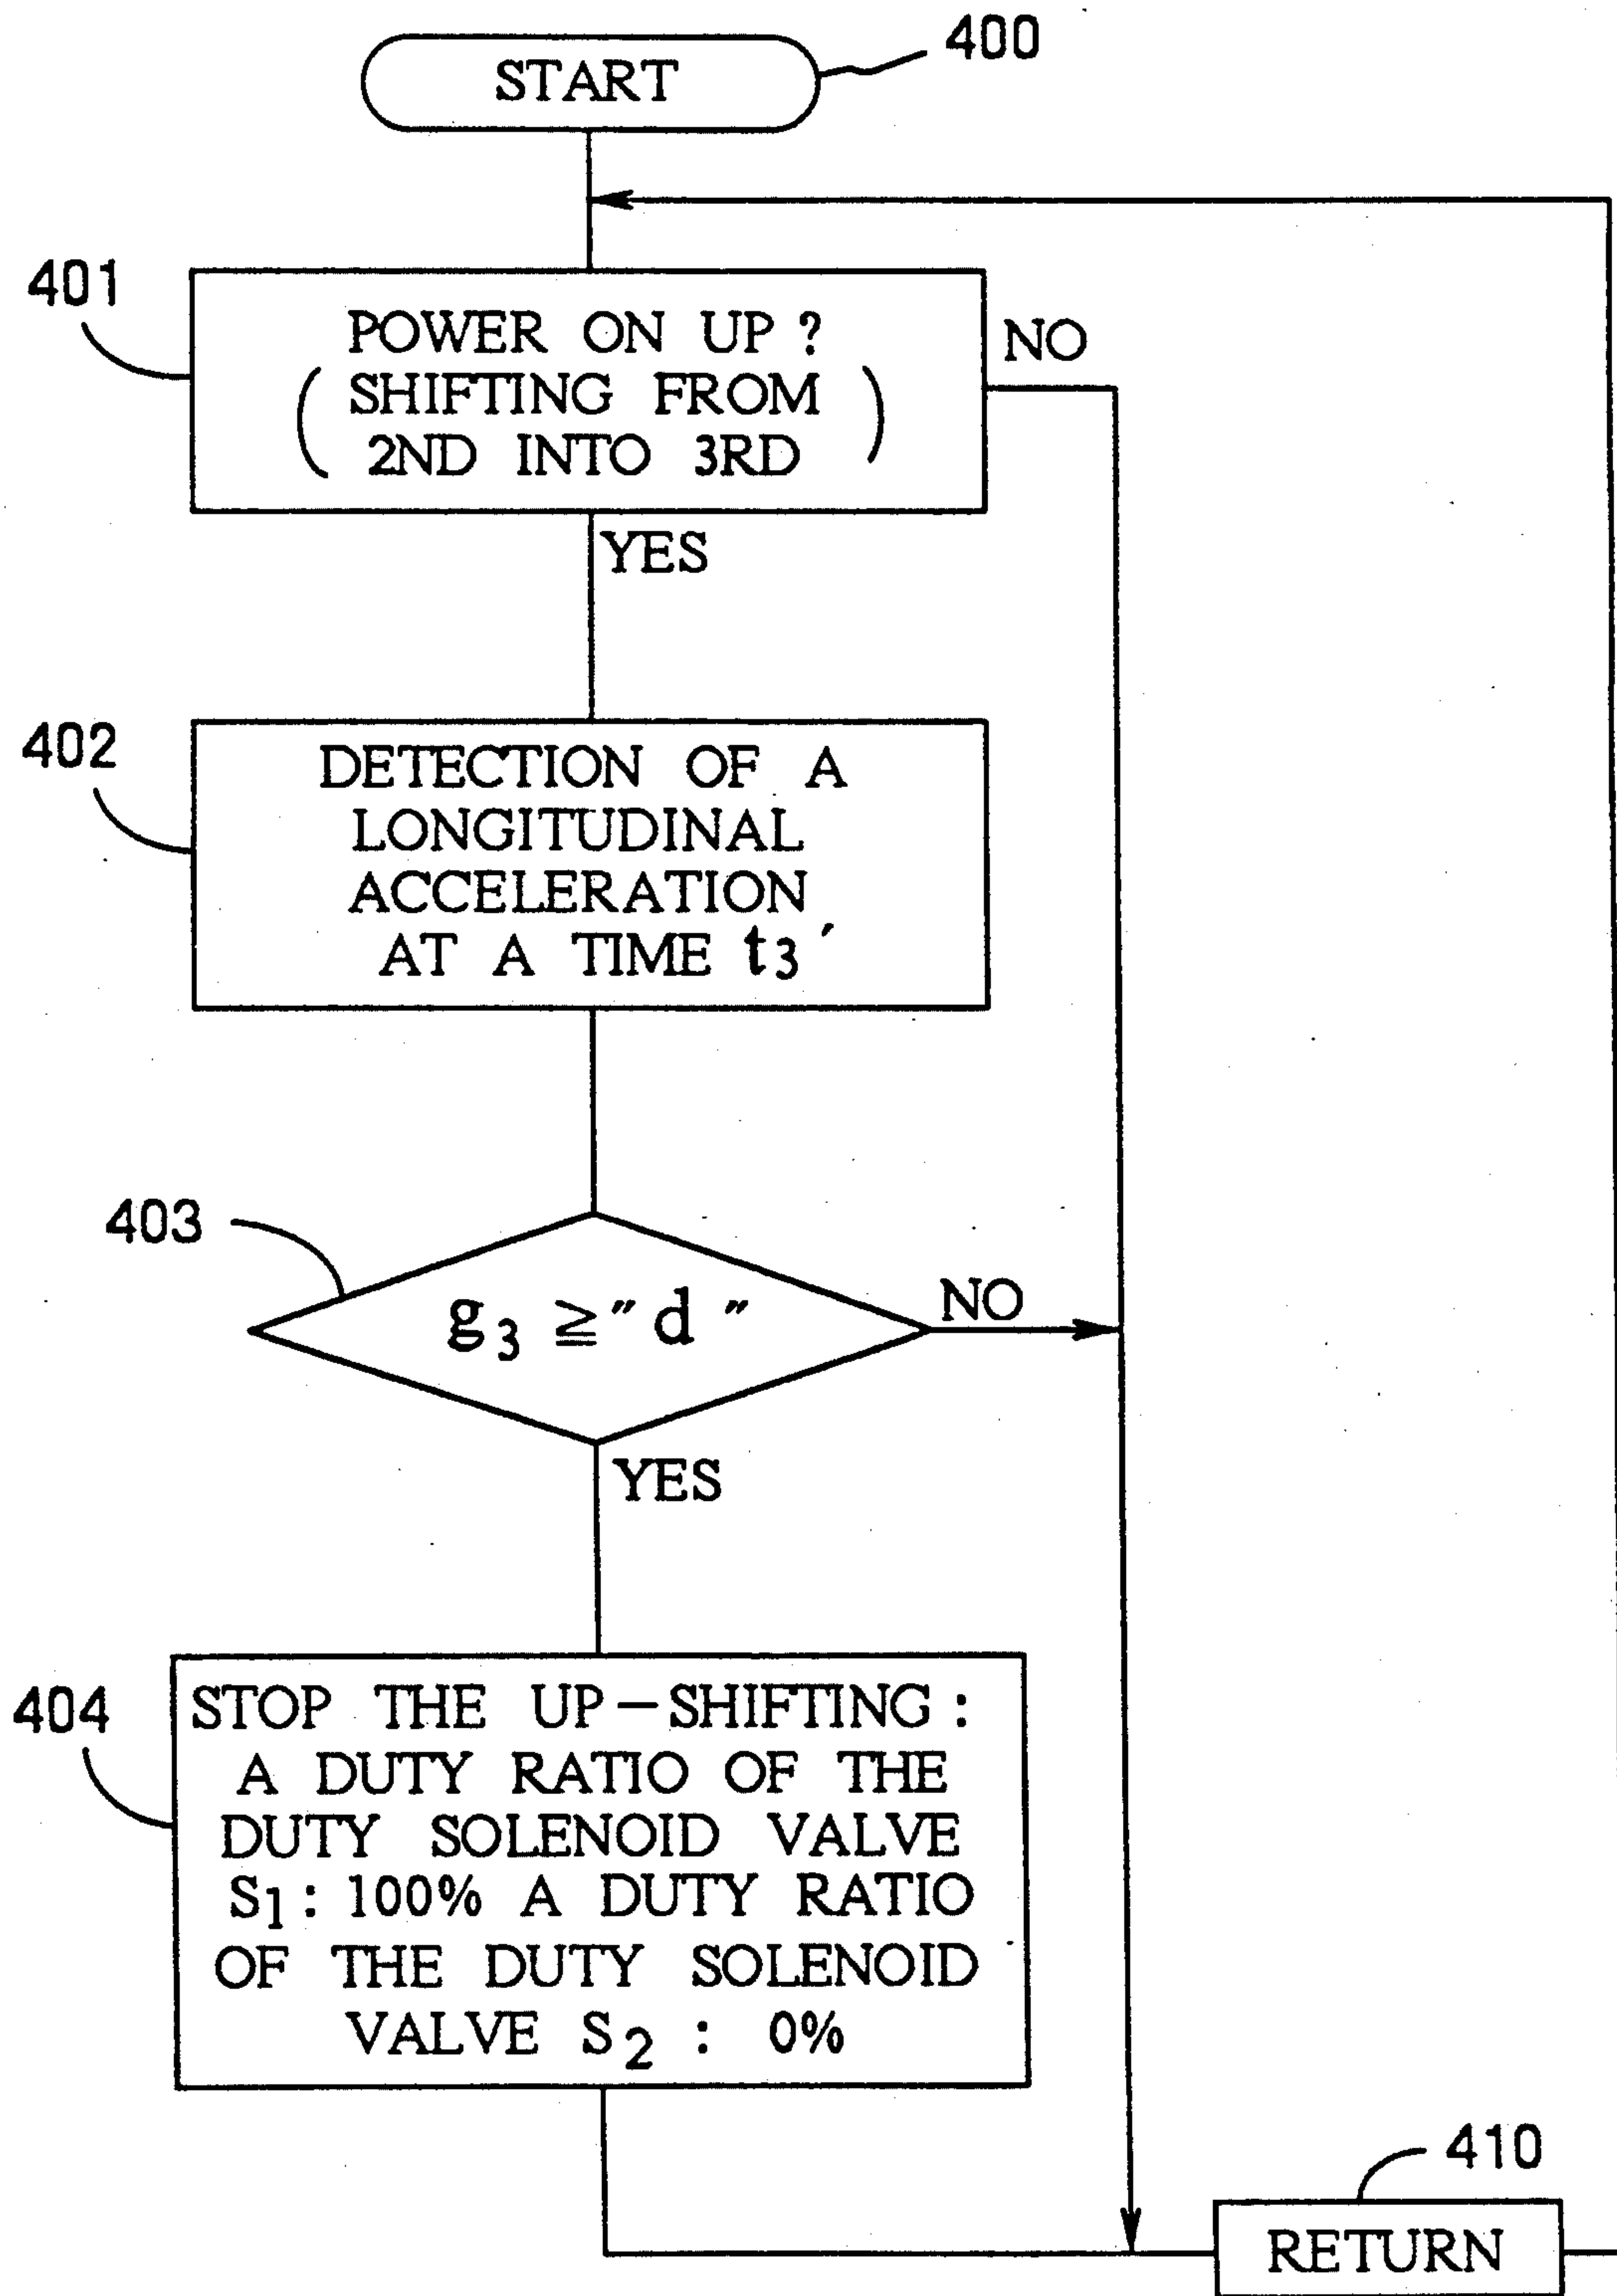 START
400
401
POWER ON UP ?
NO
( SHIFTING FROM
2ND INTO 3RD )
YES
402
DETECTION OF A
LONGITUDINAL
ACCELERATION
AT A TIME t3′
403
g3 ≧ "d"
NO
YES
404
STOP THE UP-SHIFTING :
A DUTY RATIO OF THE
DUTY SOLENOID VALVE
S1 : 100% A DUTY RATIO
OF THE DUTY SOLENOID
VALVE S2 : 0%
410
RETURN